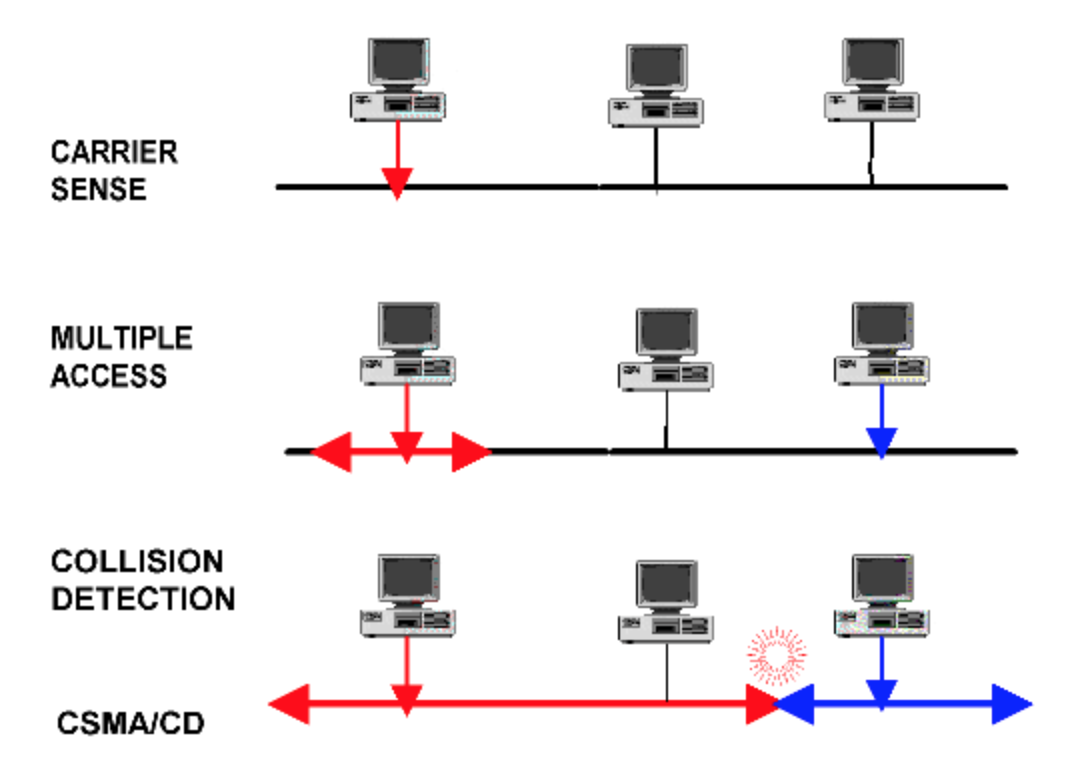 CARRIER
SENSE
MULTIPLE
ACCESS
COLLISION
DETECTION
CSMA/CD